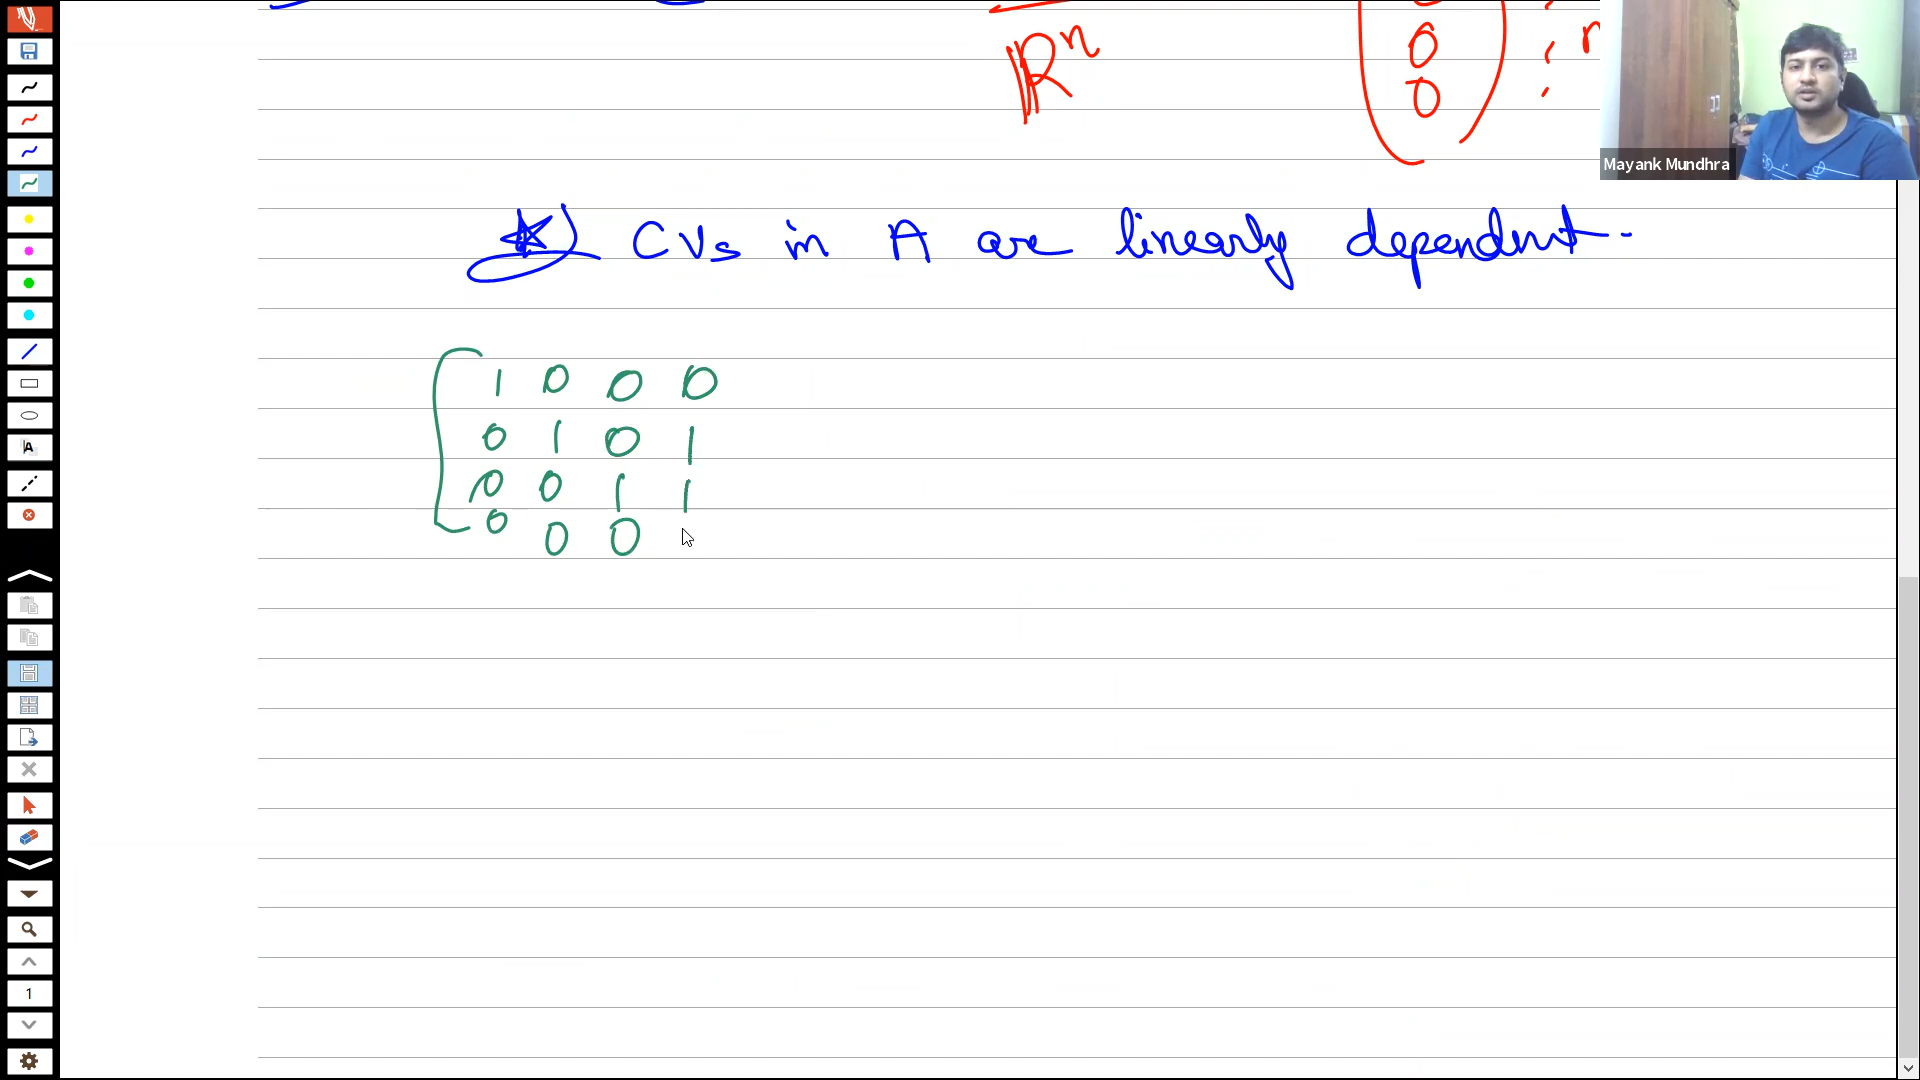 ℝⁿ
0
0
Mayank Mundhra
CVs in A are linearly dependent.
1 0 0 0
0 1 0 1
0 0 1 1
0 0 0
A
1